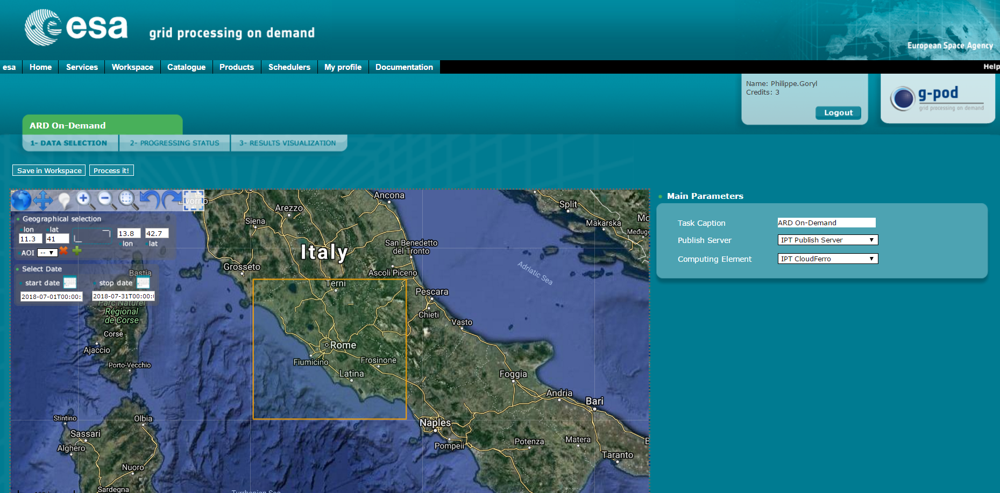 esa
grid processing on demand
European Space Agency
esa Home Services Workspace Catalogue Products Schedulers My profile Documentation
Help
Name: Philippe.Goryl
Credits: 3
Logout
g-pod
grid processing on demand
ARD On-Demand
1- DATA SELECTION 2- PROGRESSING STATUS 3- RESULTS VISUALIZATION
Save in Workspace Process it!
Livorno
Geographical selection
lon lat
11.3 41 13.8 42.7
lon lat
AOI --
Select Date
start date stop date
2018-07-01T00:00: 2018-07-31T00:00:
Main Parameters
Task Caption ARD On-Demand
Publish Server IPT Publish Server
Computing Element IPT CloudFerro
Ancona
Arezzo
Siena
Split
Makarska
Italy
San Benedetto
del Tronto
Grosseto
Ascoli Piceno
Adriatic Sea
Bastia
Terni
Pescara
Parc Naturel
Régional
de Corse
Chieti
Vasto
Corse
Ajaccio
Rome
Porto-Vecchio
Fiumicino
Frosinone
Latina
Foggia
Andria
Bari
Stintino
Olbia
Naples
Sassari
Alghero
Pompeii
Potenza
Matera
Taranto
Nuoro
Sardegna
Tyrrhenian Sea